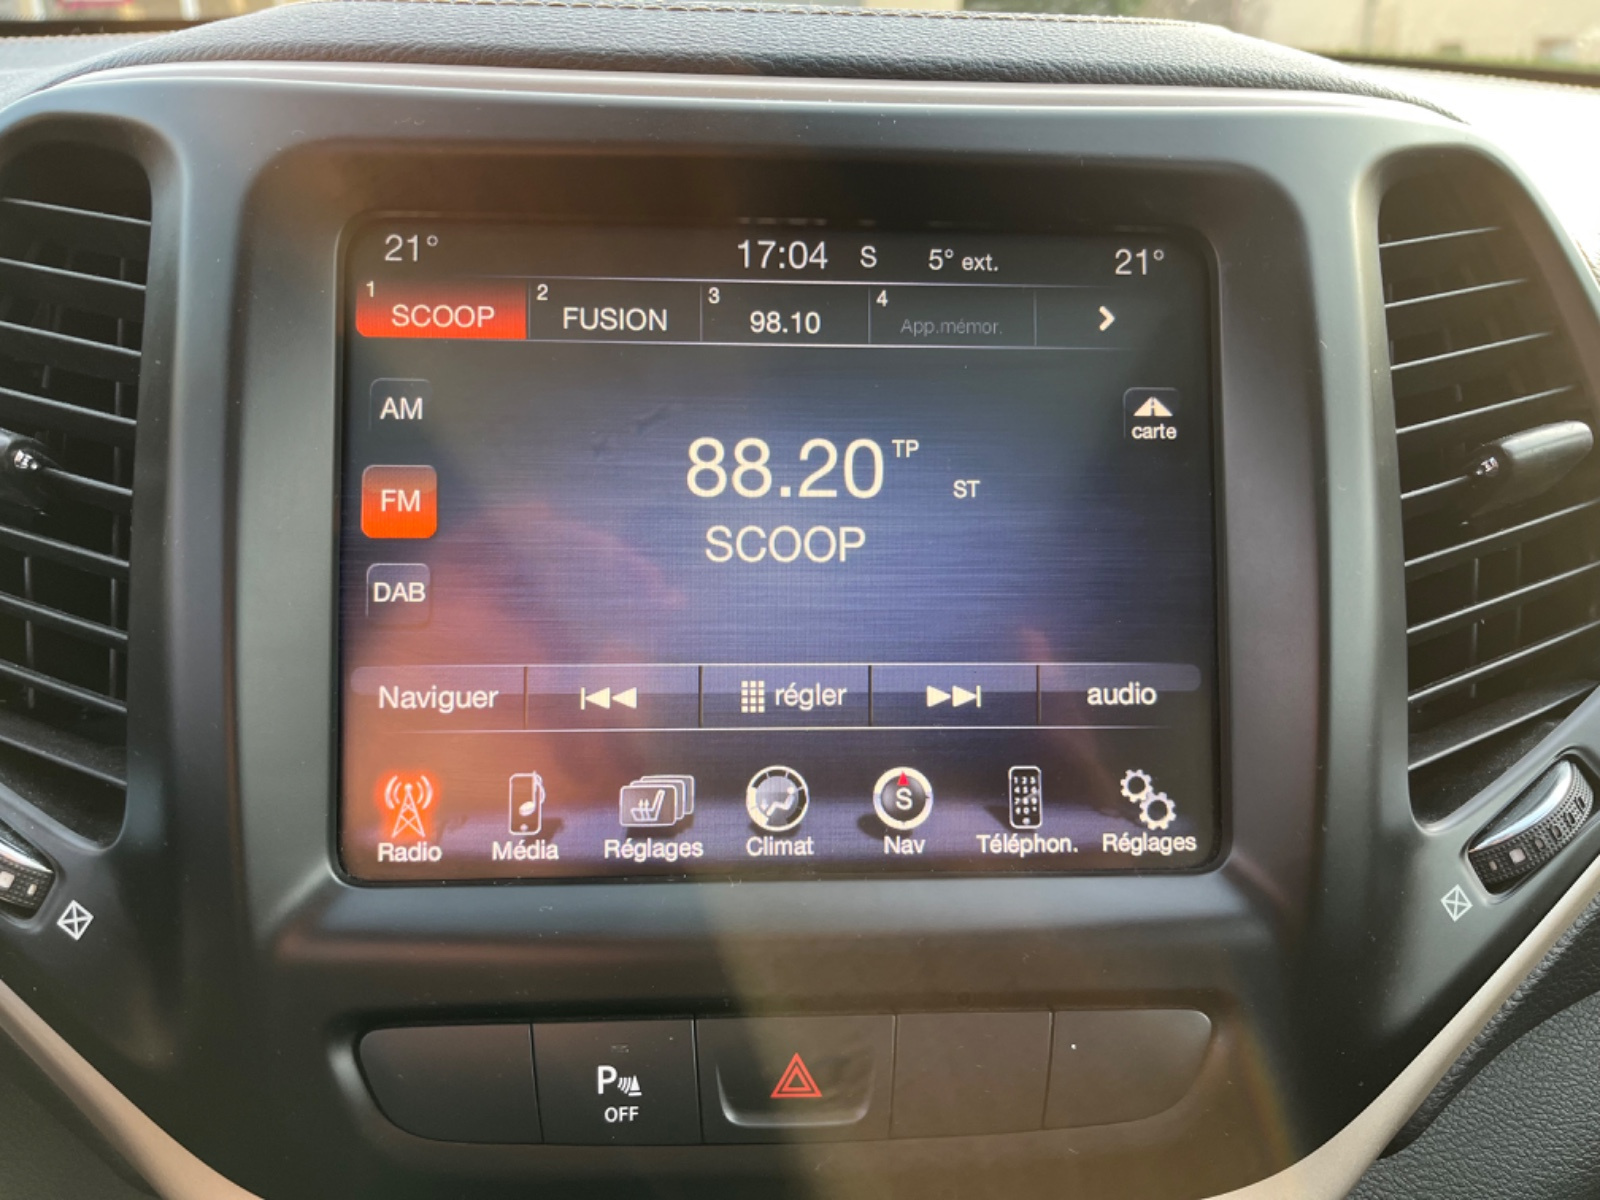 21° 17:04 S 5° ext. 21°
1 SCOOP 2 FUSION 3 98.10 4 App.mémor.
AM
carte
88.20 TP
ST
FM
SCOOP
DAB
Naviguer régler audio
S
Radio Média Réglages Climat Nav Téléphon. Réglages
P
OFF